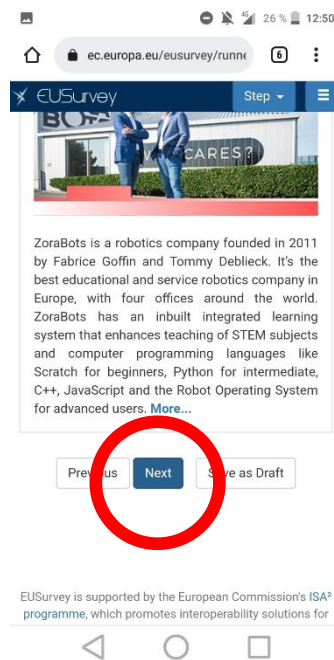 26 % 12:50
ec.europa.eu/eusurvey/runne 6
EUSurvey Step
CARES?
ZoraBots is a robotics company founded in 2011
by Fabrice Goffin and Tommy Deblieck. It's the
best educational and service robotics company in
Europe, with four offices around the world.
ZoraBots has an inbuilt integrated learning
system that enhances teaching of STEM subjects
and computer programming languages like
Scratch for beginners, Python for intermediate,
C++, JavaScript and the Robot Operating System
for advanced users. More...
Previous Next Save as Draft
EUSurvey is supported by the European Commission's ISA²
programme, which promotes interoperability solutions for